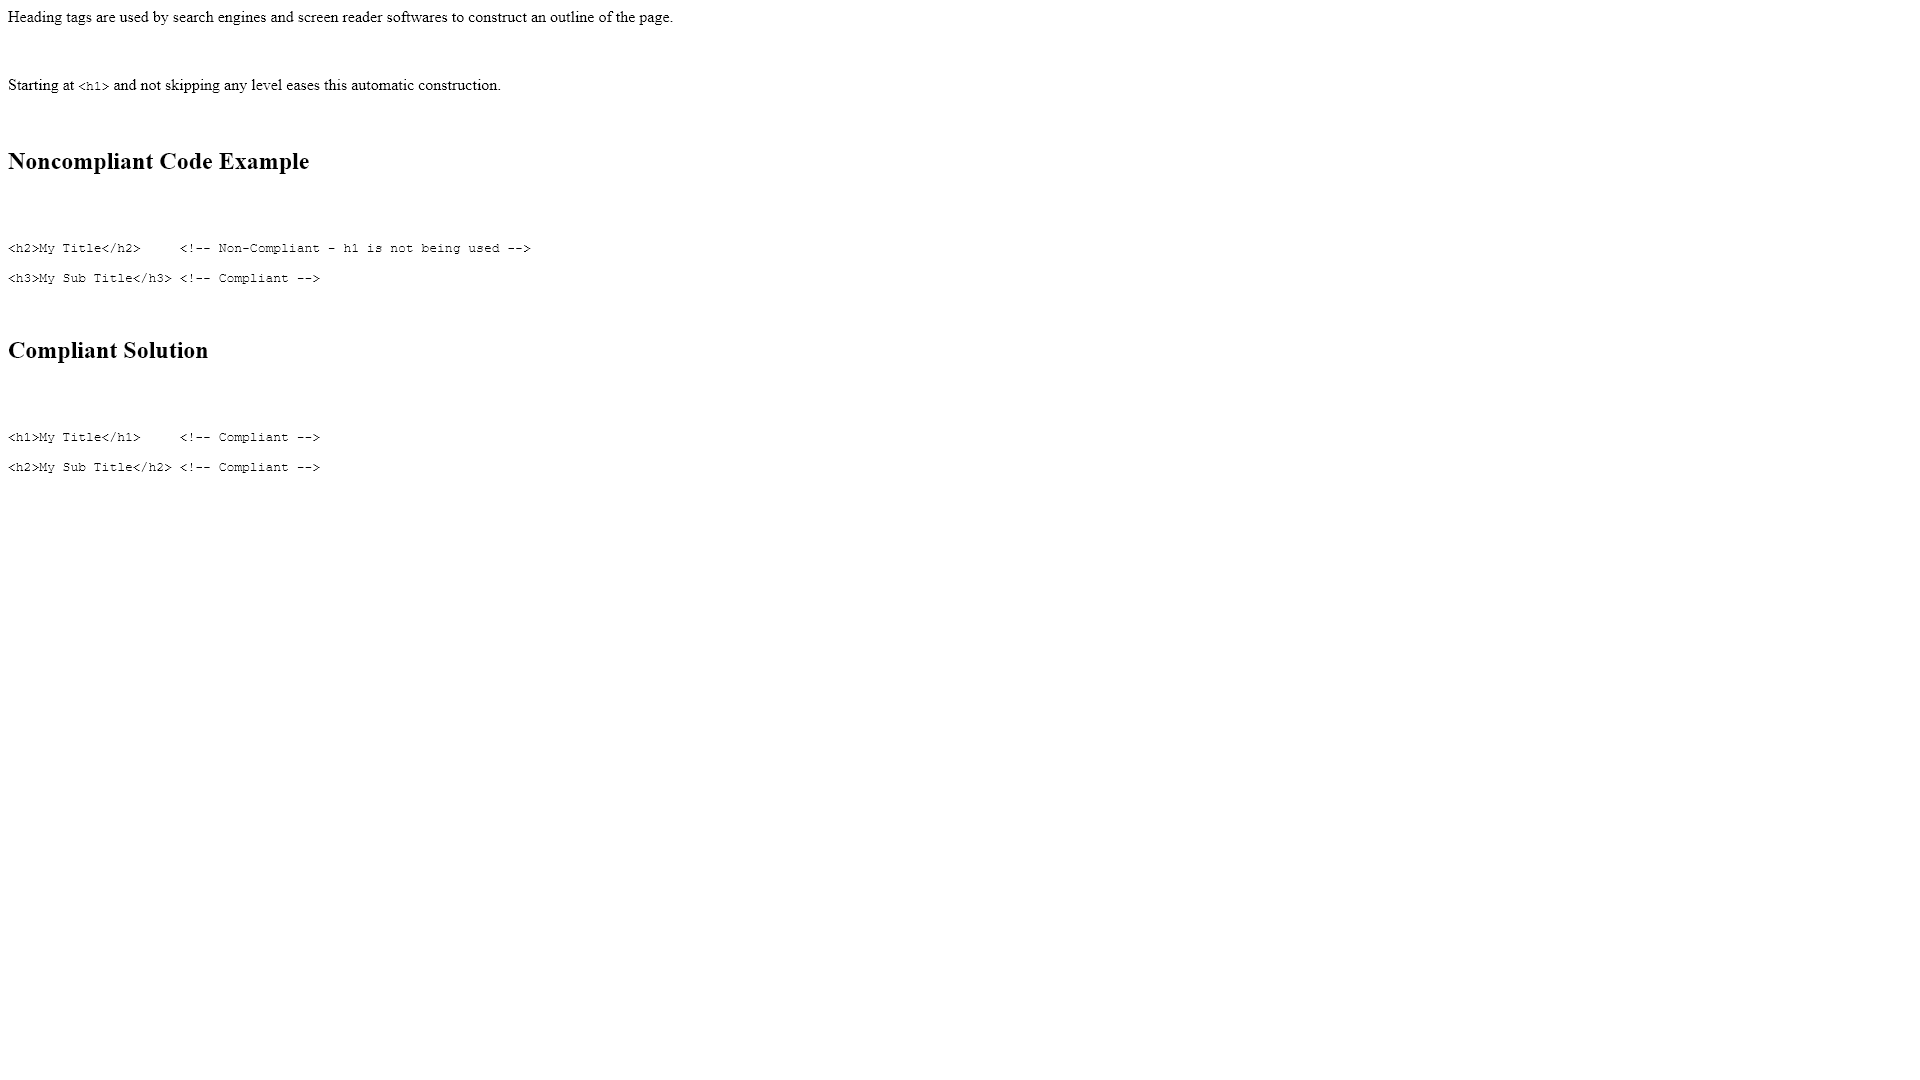 Heading tags are used by search engines and screen reader softwares to construct an outline of the page.
Starting at <h1> and not skipping any level eases this automatic construction.
Noncompliant Code Example
<h2>My Title</h2>     <!-- Non-Compliant - h1 is not being used -->
<h3>My Sub Title</h3> <!-- Compliant -->
Compliant Solution
<h1>My Title</h1>     <!-- Compliant -->
<h2>My Sub Title</h2> <!-- Compliant -->